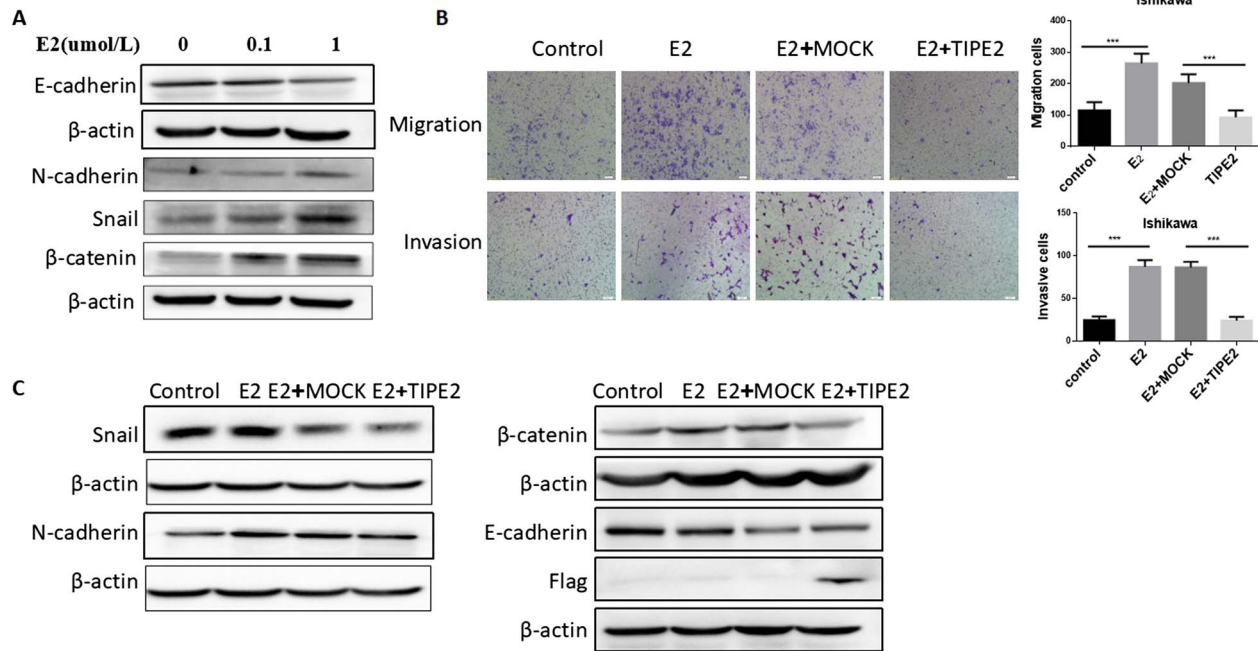 A
E2(umol/L) 0 0.1 1
E-cadherin
β-actin
N-cadherin
Snail
β-catenin
β-actin
B
Control E2 E2+MOCK E2+TIPE2
Migration
Invasion
Ishikawa
Migration cells
400
300
200
100
0
control
E2
E2+MOCK
TIPE2
Ishikawa
Invasive cells
150
100
50
0
control
E2
E2+MOCK
E2+TIPE2
C
Control E2 E2+MOCK E2+TIPE2
Snail
β-actin
N-cadherin
β-actin
Control E2 E2+MOCK E2+TIPE2
β-catenin
β-actin
E-cadherin
Flag
β-actin